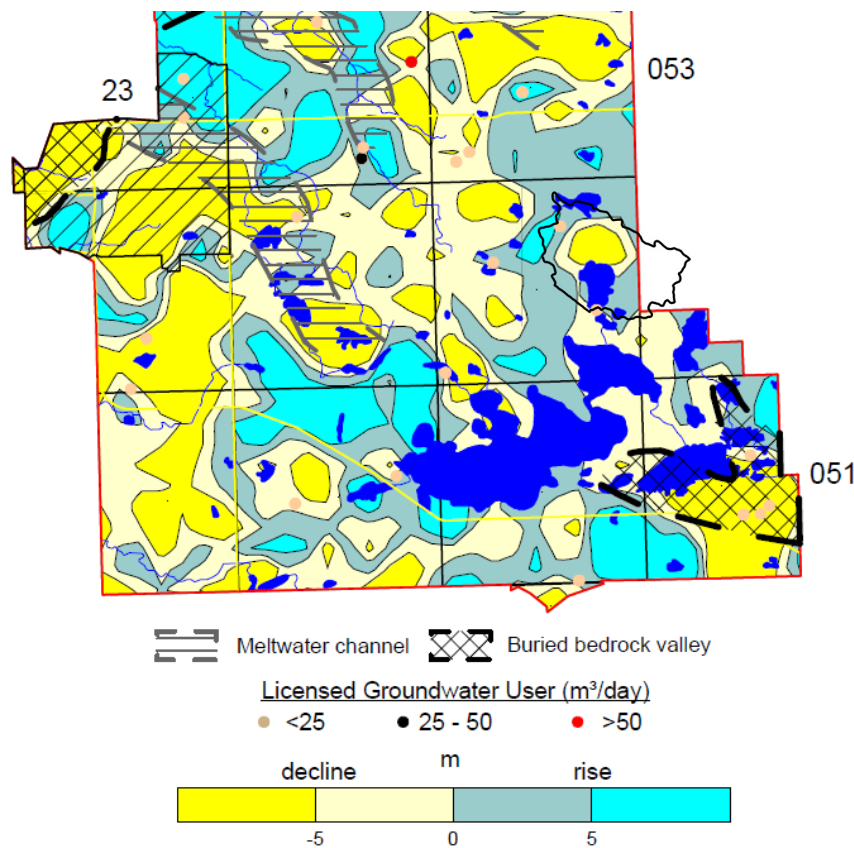 053
23
051
Meltwater channel Buried bedrock valley
Licensed Groundwater User (m³/day)
<25 25 - 50 >50
m
decline rise
-5 0 5